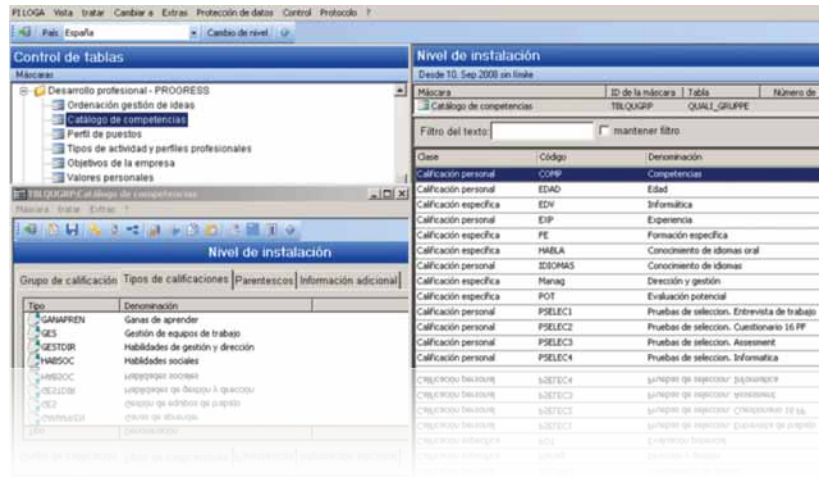 PILOGA Vista tratar Cambiar a Extras Protección de datos Control Protocolo ?
País España Cambio de nivel
Control de tablas
Máscaras
Desarrollo profesional - PROGRESS
Ordenación gestión de ideas
Catálogo de competencias
Perfil de puestos
Tipos de actividad y perfiles profesionales
Objetivos de la empresa
Valores personales
TBLQUGRP:Catálogo de competencias
Máscara tratar Extras ?
Nivel de instalación
Grupo de calificación Tipos de calificaciones Parentescos Información adicional
Tipo Denominación
GANAPREN Ganas de aprender
GES Gestión de equipos de trabajo
GESTDIR Habilidades de gestión y dirección
HABSOC Habilidades sociales
Nivel de instalación
Desde 10. Sep 2008 sin límite
Máscara ID de la máscara Tabla Número de
Catálogo de competencias TBLQUGRP QUALI_GRUPPE
Filtro del texto: mantener filtro
Clase Código Denominación
Calificación personal COMP Competencias
Calificación personal EDAD Edad
Calificación específica EDV Informática
Calificación específica EXP Experiencia
Calificación específica FE Formación específica
Calificación específica HABLA Conocimiento de idiomas oral
Calificación personal IDIOMAS Conocimiento de idiomas
Calificación específica Manag Dirección y gestión
Calificación específica POT Evaluación potencial
Calificación personal PSELEC1 Pruebas de seleccion. Entrevista de trabajo
Calificación personal PSELEC2 Pruebas de seleccion. Cuestionario 16 PF
Calificación personal PSELEC3 Pruebas de seleccion. Assesment
Calificación personal PSELEC4 Pruebas de seleccion. Informatica